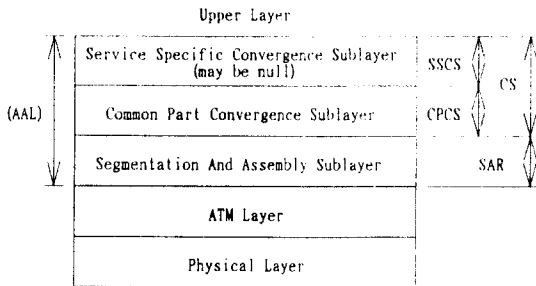 Upper Layer
Service Specific Convergence Sublayer
(may be null)
SSCS
CS
(AAL)
Common Part Convergence Sublayer
CPCS
Segmentation And Assembly Sublayer
SAR
ATM Layer
Physical Layer